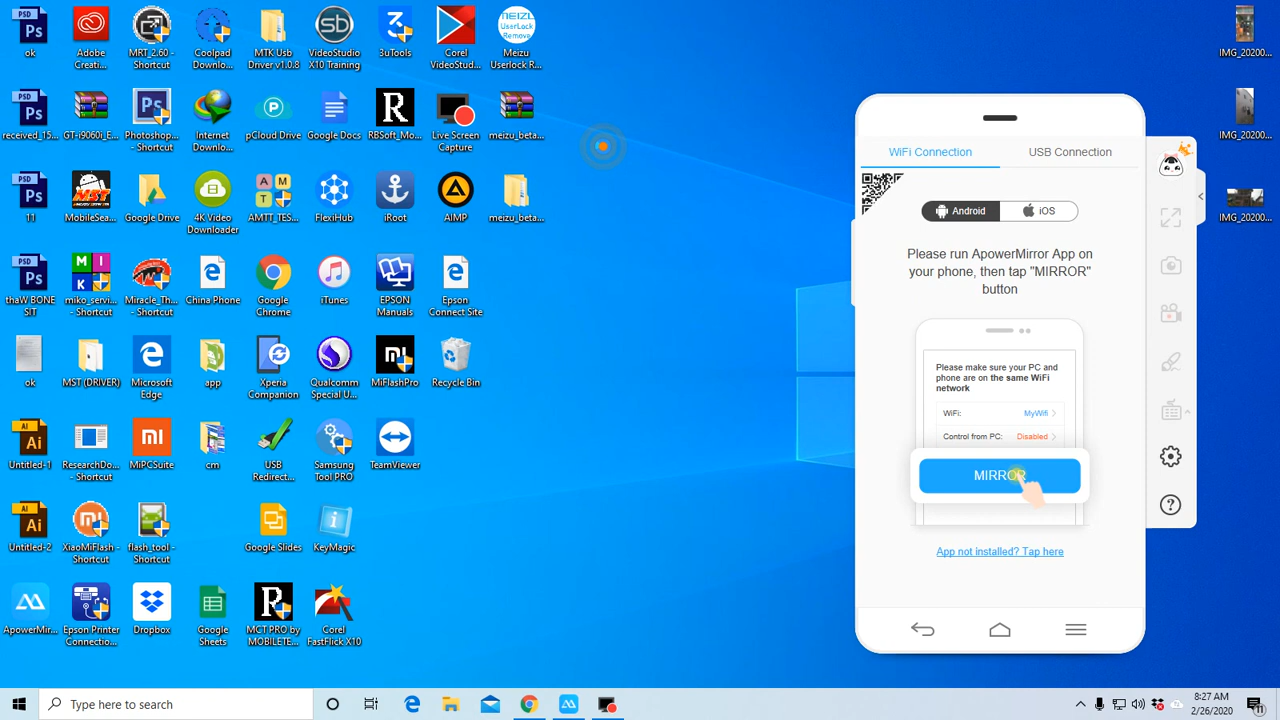 ok
Adobe
Creati...
MRT_2.60 -
Shortcut
Coolpad
Downlo...
MTK Usb
Driver v1.0.8
VideoStudio
X10 Training
3uTools
Corel
VideoStud...
Meizu
Userlock R...
IMG_20200...
received_15...
GT-i9060i_E...
Photoshop...
- Shortcut
Internet
Downlo...
pCloud Drive
Google Docs
RBSoft_Mo...
Live Screen
Capture
meizu_beta...
IMG_20200...
11
MobileSea...
Google Drive
4K Video
Downloader
AMTT_TES...
FlexiHub
iRoot
AIMP
meizu_beta...
IMG_20200...
thaW BONE
SIT
miko_servi...
- Shortcut
Miracle_Th...
- Shortcut
China Phone
Google
Chrome
iTunes
EPSON
Manuals
Epson
Connect Site
ok
MST (DRIVER)
Microsoft
Edge
app
Xperia
Companion
Qualcomm
Special U...
MiFlashPro
Recycle Bin
Untitled-1
ResearchDo...
- Shortcut
MiPCSuite
cm
USB
Redirect...
Samsung
Tool PRO
TeamViewer
Untitled-2
XiaoMiFlash -
Shortcut
flash_tool -
Shortcut
Google Slides
KeyMagic
ApowerMir...
Epson Printer
Connectio...
Dropbox
Google
Sheets
MCT PRO by
MOBILETE...
Corel
FastFlick X10
WiFi Connection
USB Connection
Android
iOS
Please run ApowerMirror App on
your phone, then tap "MIRROR"
button
Please make sure your PC and
phone are on the same WiFi
network
WiFi:
MyWifi
Control from PC:
Disabled
MIRROR
App not installed? Tap here
Type here to search
8:27 AM
2/26/2020